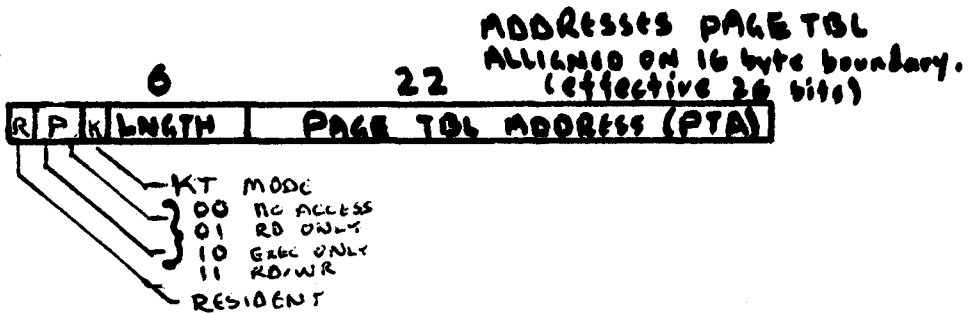 ADDRESSES PAGE TBL
ALLIGNED ON 16 byte boundary.
(effective 26 bits)
6 22
R P K LNGTH PAGE TBL ADDRESS (PTA)
KT MODE
00 NO ACCESS
01 RD ONLY
10 EXEC ONLY
11 RD/WR
RESIDENT